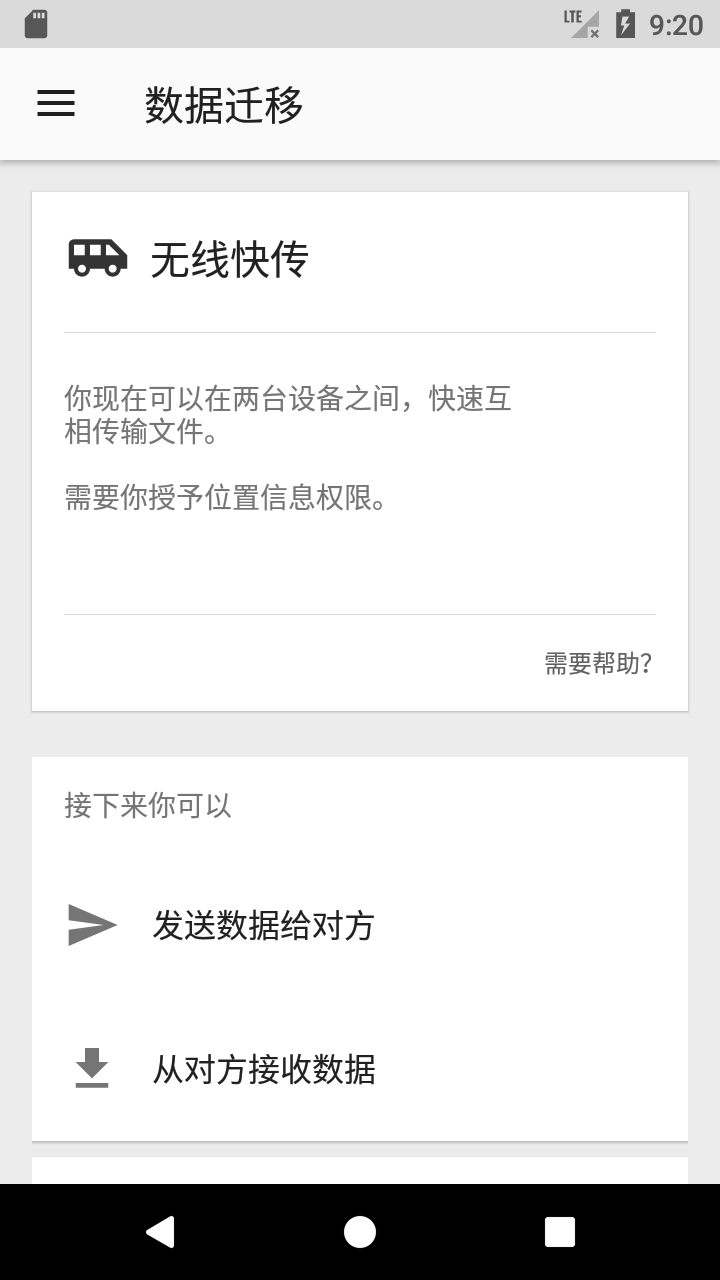 LTE
9:20
数据迁移
无线快传
你现在可以在两台设备之间，快速互
相传输文件。
需要你授予位置信息权限。
需要帮助?
接下来你可以
发送数据给对方
从对方接收数据